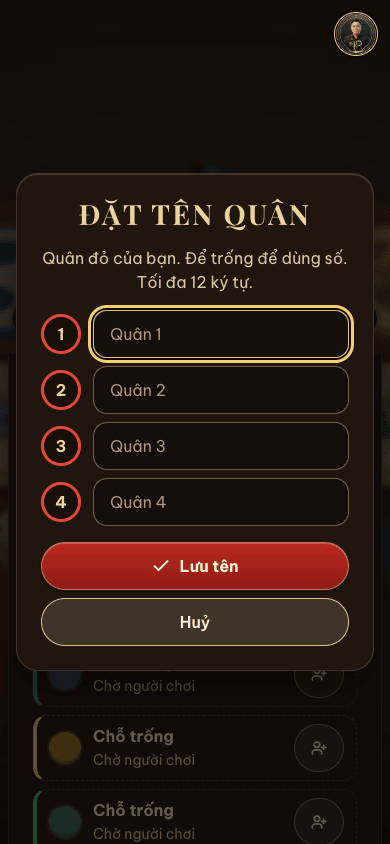 ĐẶT TÊN QUÂN
Quân đỏ của bạn. Để trống để dùng số.
Tối đa 12 ký tự.
1 Quân 1
2 Quân 2
3 Quân 3
4 Quân 4
Lưu tên
Huỷ
Chờ người chơi
Chỗ trống
Chờ người chơi
Chỗ trống
Chờ người chơi